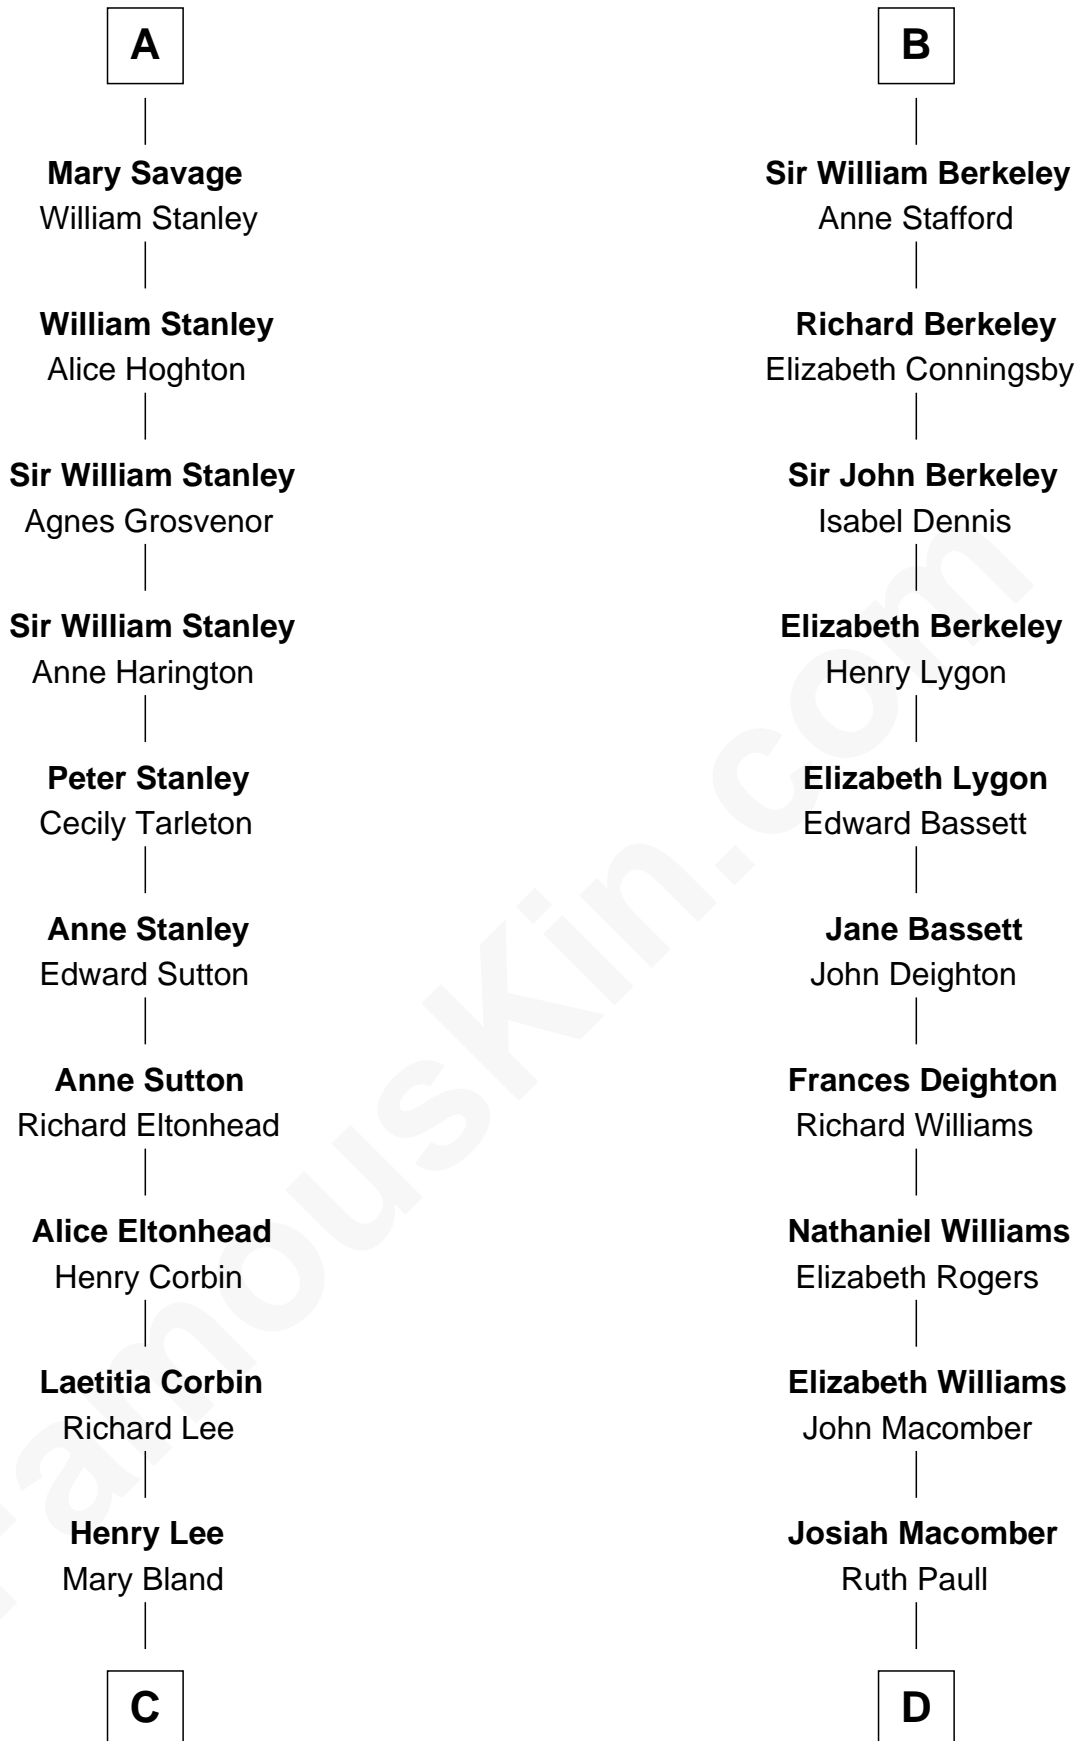 A
Mary Savage
William Stanley
William Stanley
Alice Hoghton
Sir William Stanley
Agnes Grosvenor
Sir William Stanley
Anne Harington
Peter Stanley
Cecily Tarleton
Anne Stanley
Edward Sutton
Anne Sutton
Richard Eltonhead
Alice Eltonhead
Henry Corbin
Laetitia Corbin
Richard Lee
Henry Lee
Mary Bland
C
B
Sir William Berkeley
Anne Stafford
Richard Berkeley
Elizabeth Conningsby
Sir John Berkeley
Isabel Dennis
Elizabeth Berkeley
Henry Lygon
Elizabeth Lygon
Edward Bassett
Jane Bassett
John Deighton
Frances Deighton
Richard Williams
Nathaniel Williams
Elizabeth Rogers
Elizabeth Williams
John Macomber
Josiah Macomber
Ruth Paull
D
FamousKin.com